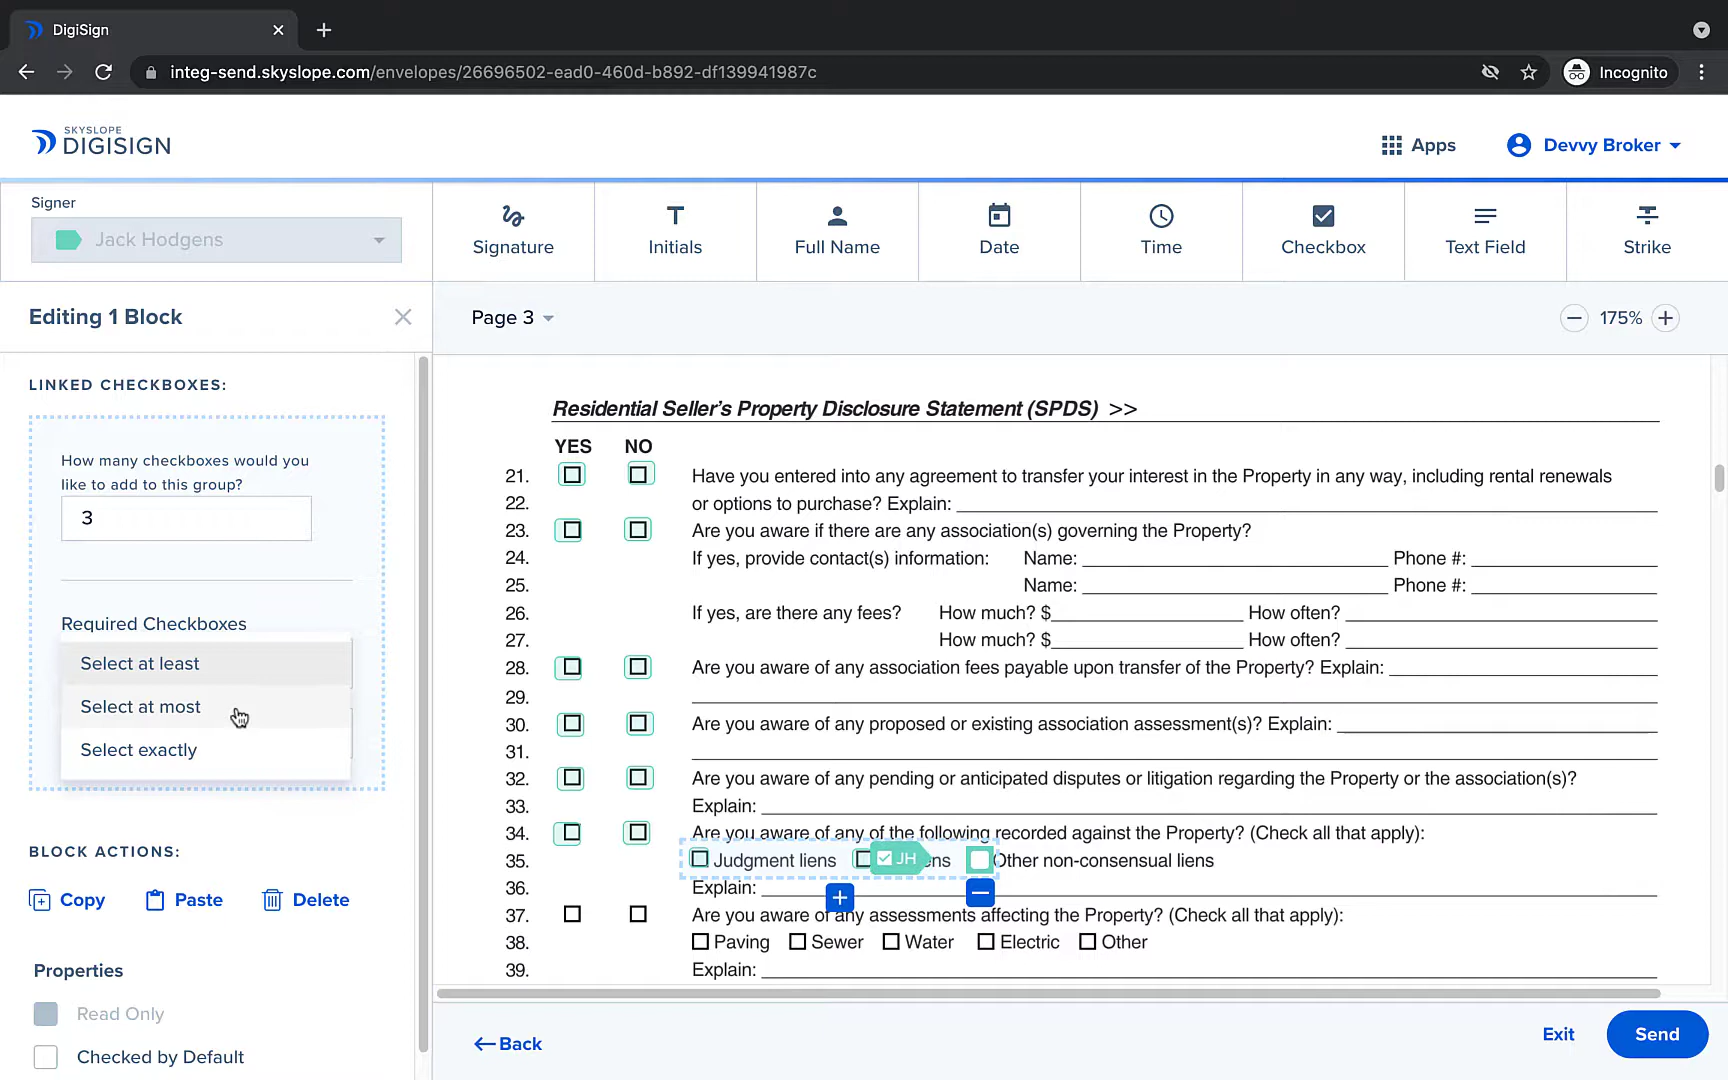 DigiSign
integ-send.skyslope.com/envelopes/26696502-ead0-460d-b892-df139941987c
Incognito
SKYSLOPE
DIGISIGN
Apps
Devvy Broker
Signer
Jack Hodgens
Signature
Initials
Full Name
Date
Time
Checkbox
Text Field
Strike
Editing 1 Block
Page 3
175%
LINKED CHECKBOXES:
How many checkboxes would you
like to add to this group?
3
Required Checkboxes
Select at least
Select at most
Select exactly
BLOCK ACTIONS:
Copy
Paste
Delete
Properties
Read Only
Checked by Default
Residential Seller's Property Disclosure Statement (SPDS) >>
YES NO
21. Have you entered into any agreement to transfer your interest in the Property in any way, including rental renewals
22. or options to purchase? Explain:
23. Are you aware if there are any association(s) governing the Property?
24. If yes, provide contact(s) information: Name: Phone #:
25. Name: Phone #:
26. If yes, are there any fees? How much? $ How often?
27. How much? $ How often?
28. Are you aware of any association fees payable upon transfer of the Property? Explain:
29.
30. Are you aware of any proposed or existing association assessment(s)? Explain:
31.
32. Are you aware of any pending or anticipated disputes or litigation regarding the Property or the association(s)?
33. Explain:
34. Are you aware of any of the following recorded against the Property? (Check all that apply):
35. Judgment liens JH ens Other non-consensual liens
36. Explain:
37. Are you aware of any assessments affecting the Property? (Check all that apply):
38. Paving Sewer Water Electric Other
39. Explain:
Back
Exit
Send